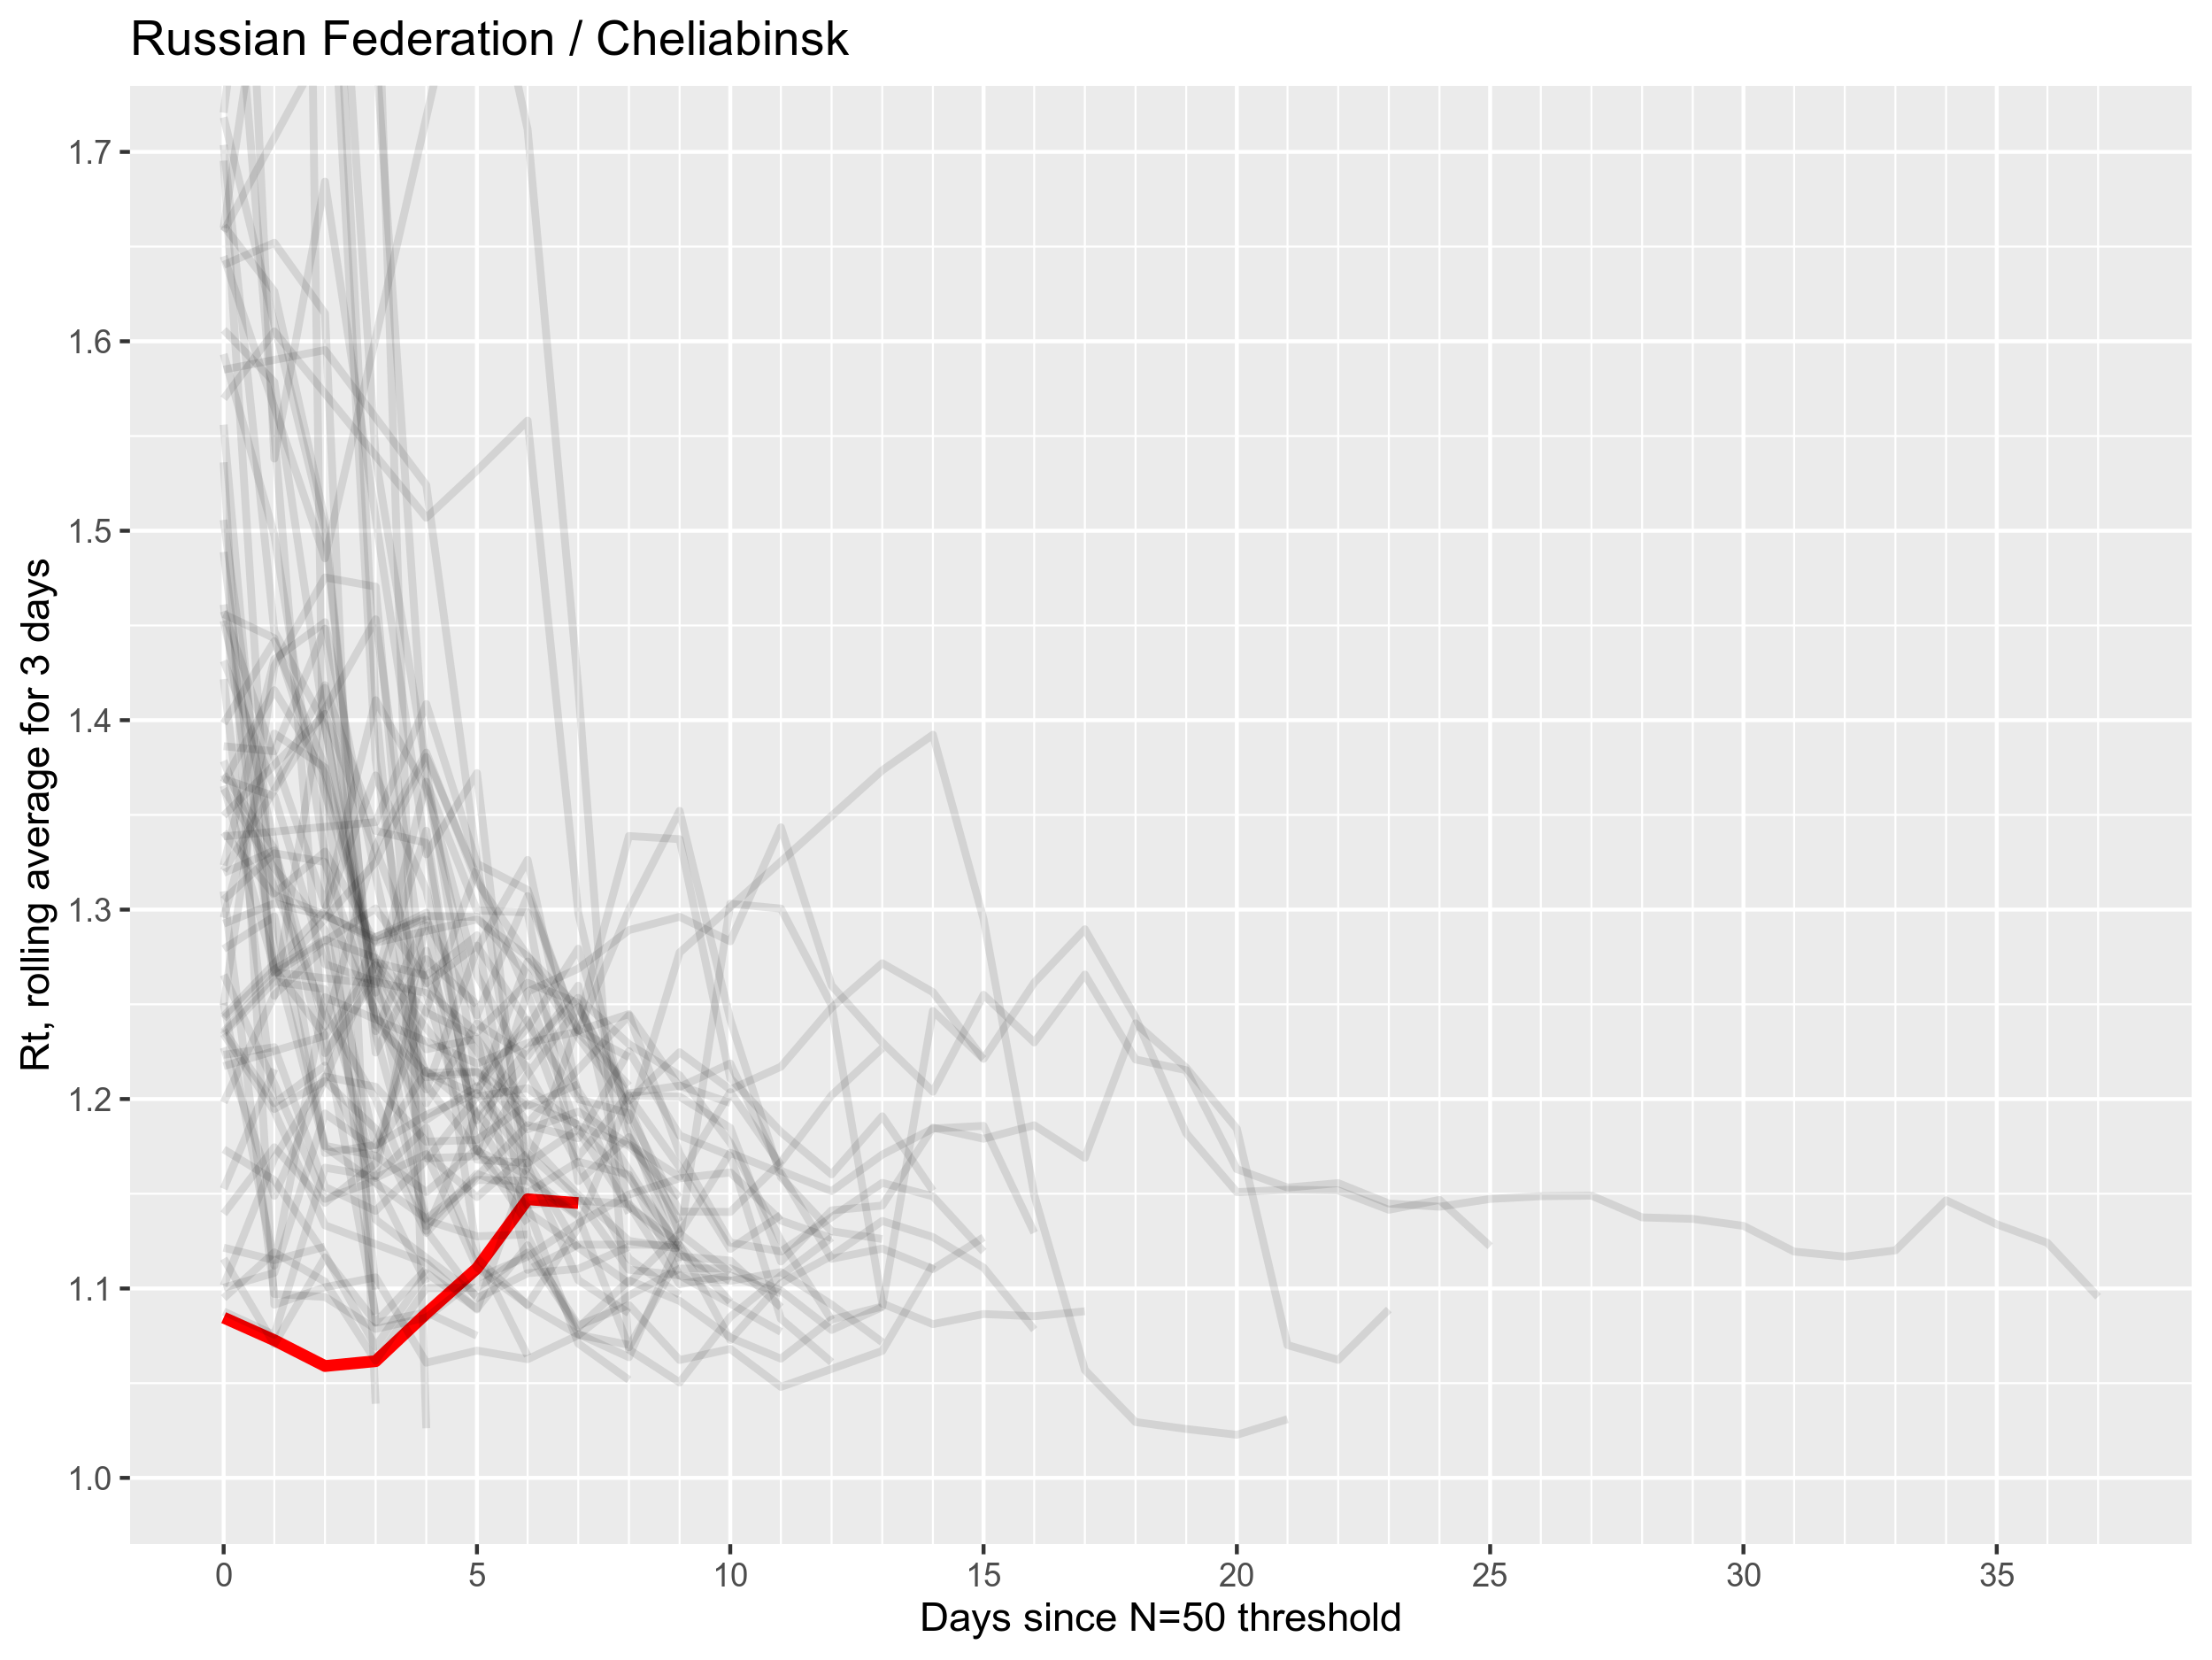 Russian Federation / Cheliabinsk
Rt, rolling average for 3 days
1.7
1.6
1.5
1.4
1.3
1.2
1.1
1.0
0 5 10 15 20 25 30 35
Days since N=50 threshold